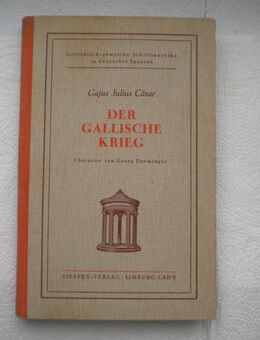 Griechisch-römische Schriftenreihe
in deutscher Sprache
Gajus Julius Cäsar
DER
GALLISCHE
KRIEG
Übersetzt von Georg Dorminger
STEFFEN-VERLAG · LIMBURG/LAHN